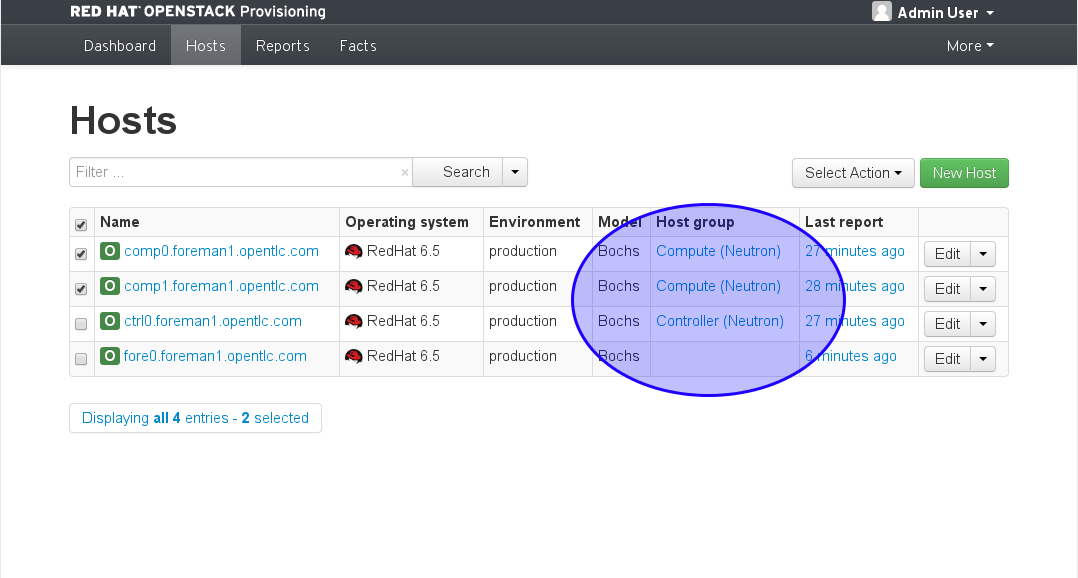 RED HAT OPENSTACK Provisioning Admin User
Dashboard Hosts Reports Facts More
Hosts
Filter ... × Search Select Action New Host
Name Operating system Environment Model Host group Last report
O comp0.foreman1.opentlc.com RedHat 6.5 production Bochs Compute (Neutron) 27 minutes ago Edit
O comp1.foreman1.opentlc.com RedHat 6.5 production Bochs Compute (Neutron) 28 minutes ago Edit
O ctrl0.foreman1.opentlc.com RedHat 6.5 production Bochs Controller (Neutron) 27 minutes ago Edit
O fore0.foreman1.opentlc.com RedHat 6.5 production Bochs 6 minutes ago Edit
Displaying all 4 entries - 2 selected